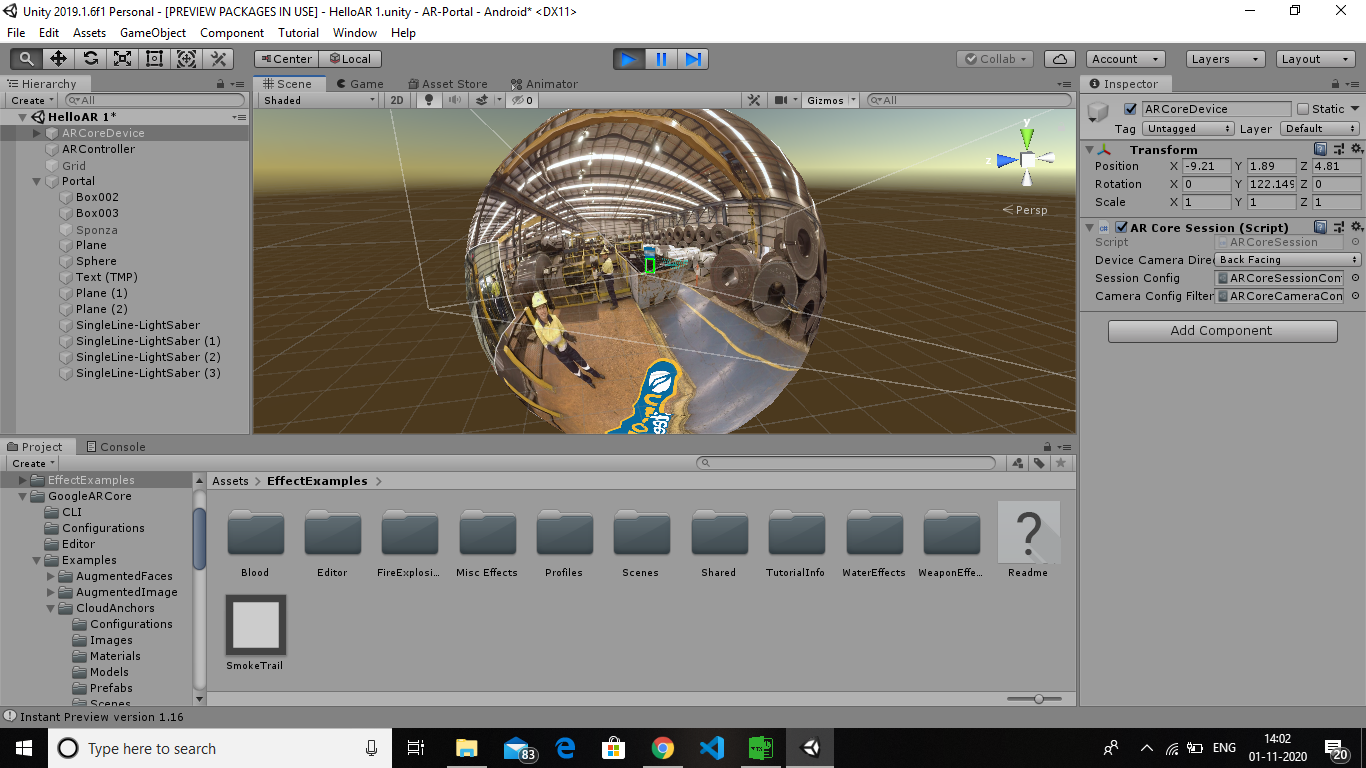 Unity 2019.1.6f1 Personal - [PREVIEW PACKAGES IN USE] - HelloAR 1.unity - AR-Portal - Android* <DX11>
File Edit Assets GameObject Component Tutorial Window Help
Center Local Collab Account Layers Layout
Hierarchy Scene Game Asset Store Animator Inspector
Create All Shaded 2D 0 Gizmos All
HelloAR 1*
ARCoreDevice
ARController
Grid
Portal
Box002
Box003
Sponza
Plane
Sphere
Text (TMP)
Plane (1)
Plane (2)
SingleLine-LightSaber
SingleLine-LightSaber (1)
SingleLine-LightSaber (2)
SingleLine-LightSaber (3)
y
z
Persp
ARCoreDevice Static
Tag Untagged Layer Default
Transform
Position X -9.21 Y 1.89 Z 4.81
Rotation X 0 Y 122.149 Z 0
Scale X 1 Y 1 Z 1
AR Core Session (Script)
Script ARCoreSession
Device Camera Dire Back Facing
Session Config ARCoreSessionCon
Camera Config Filter ARCoreCameraCon
Add Component
Project Console
Create
EffectExamples
GoogleARCore
CLI
Configurations
Editor
Examples
AugmentedFaces
AugmentedImage
CloudAnchors
Configurations
Images
Materials
Models
Prefabs
Scenes
Assets > EffectExamples >
Blood Editor FireExplosi... Misc Effects Profiles Scenes Shared TutorialInfo WaterEffects WeaponEffe... Readme
SmokeTrail
Instant Preview version 1.16
Type here to search
83
ENG
14:02
01-11-2020
20